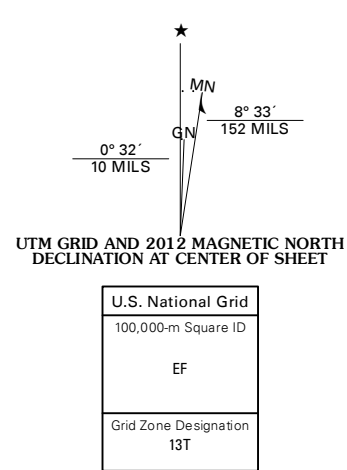 ★
MN
8° 33´
152 MILS
GN
0° 32´
10 MILS
UTM GRID AND 2012 MAGNETIC NORTH
DECLINATION AT CENTER OF SHEET
U.S. National Grid
100,000-m Square ID
EF
Grid Zone Designation
13T